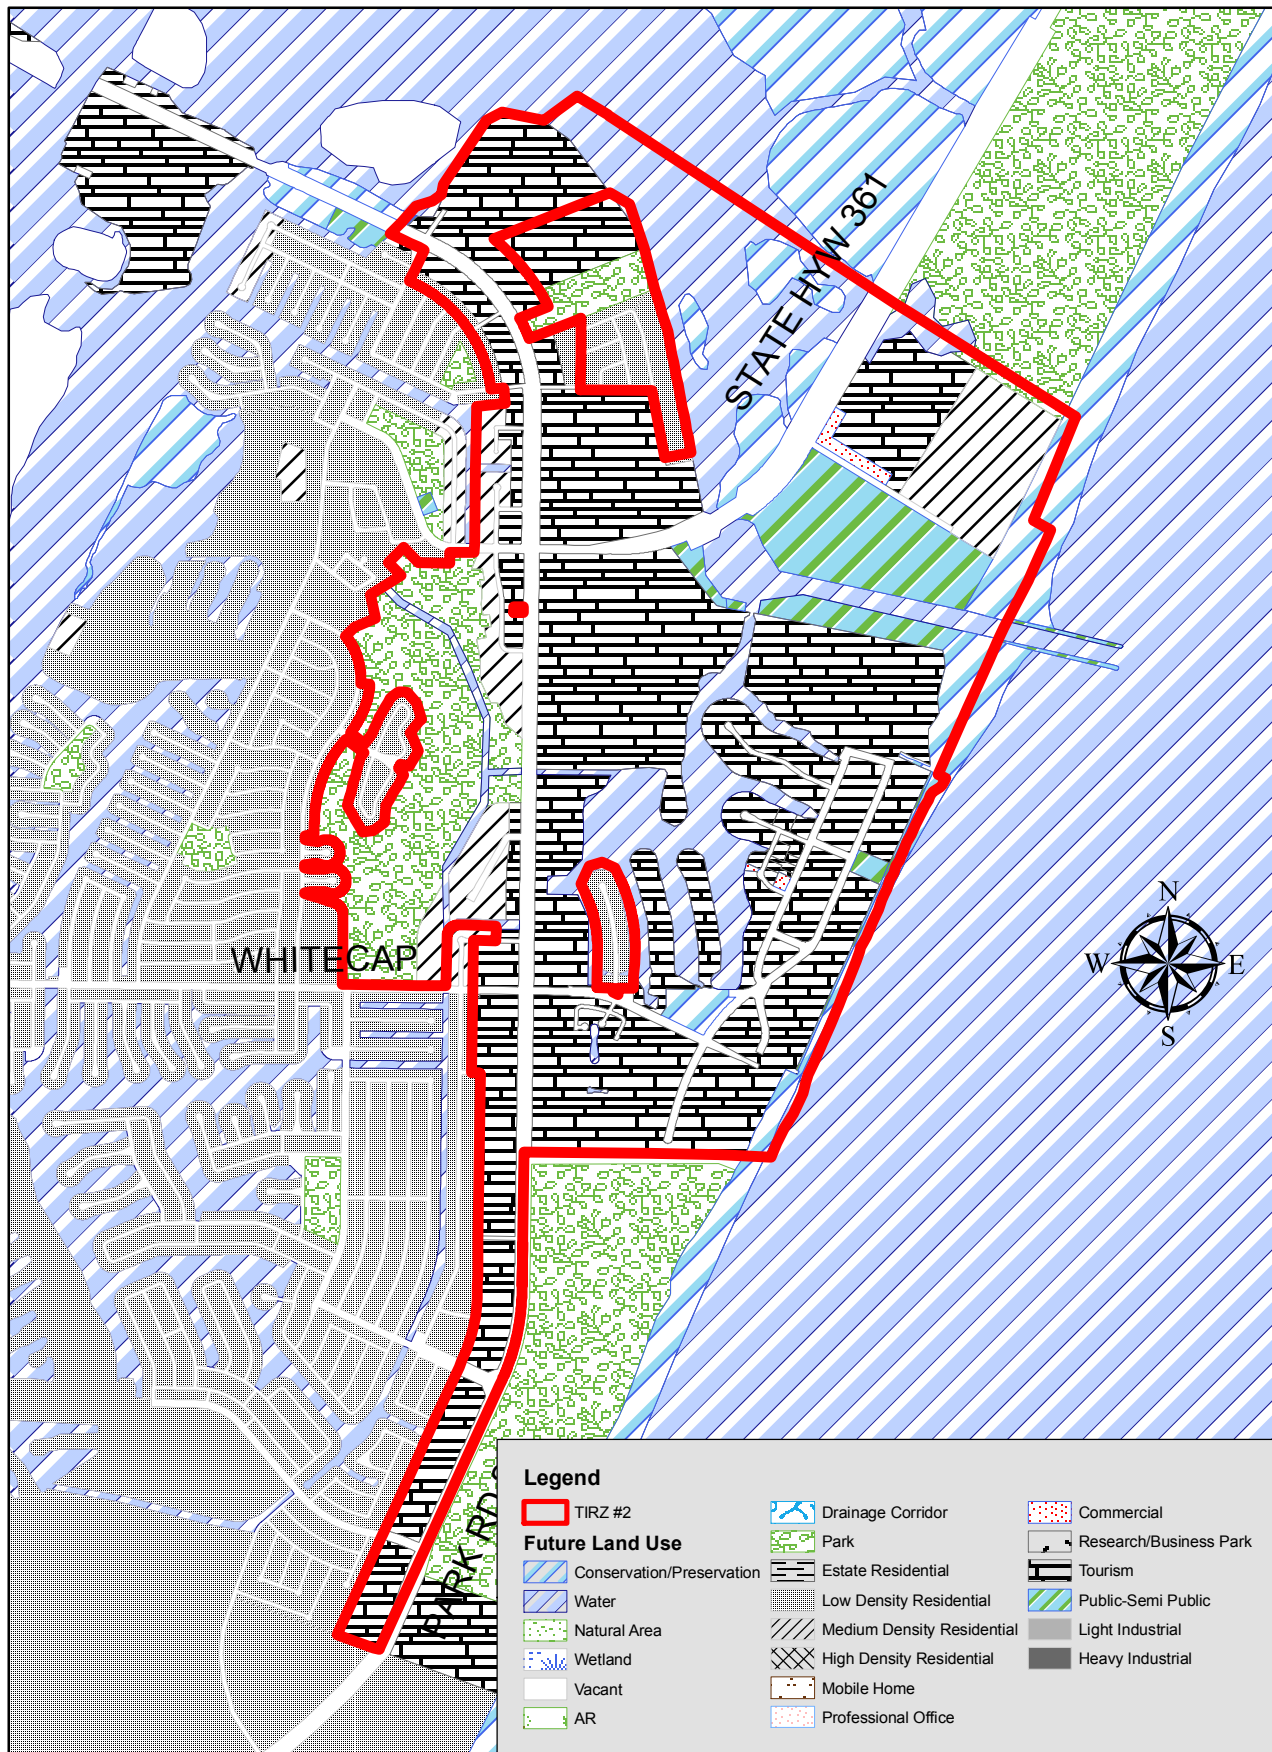 STATE HYW 361
N
W
E
S
WHITECAP
PARK RD
Legend
TIRZ #2
Future Land Use
Conservation/Preservation
Water
Natural Area
Wetland
Vacant
AR
Drainage Corridor
Park
Estate Residential
Low Density Residential
Medium Density Residential
High Density Residential
Mobile Home
Professional Office
Commercial
Research/Business Park
Tourism
Public-Semi Public
Light Industrial
Heavy Industrial